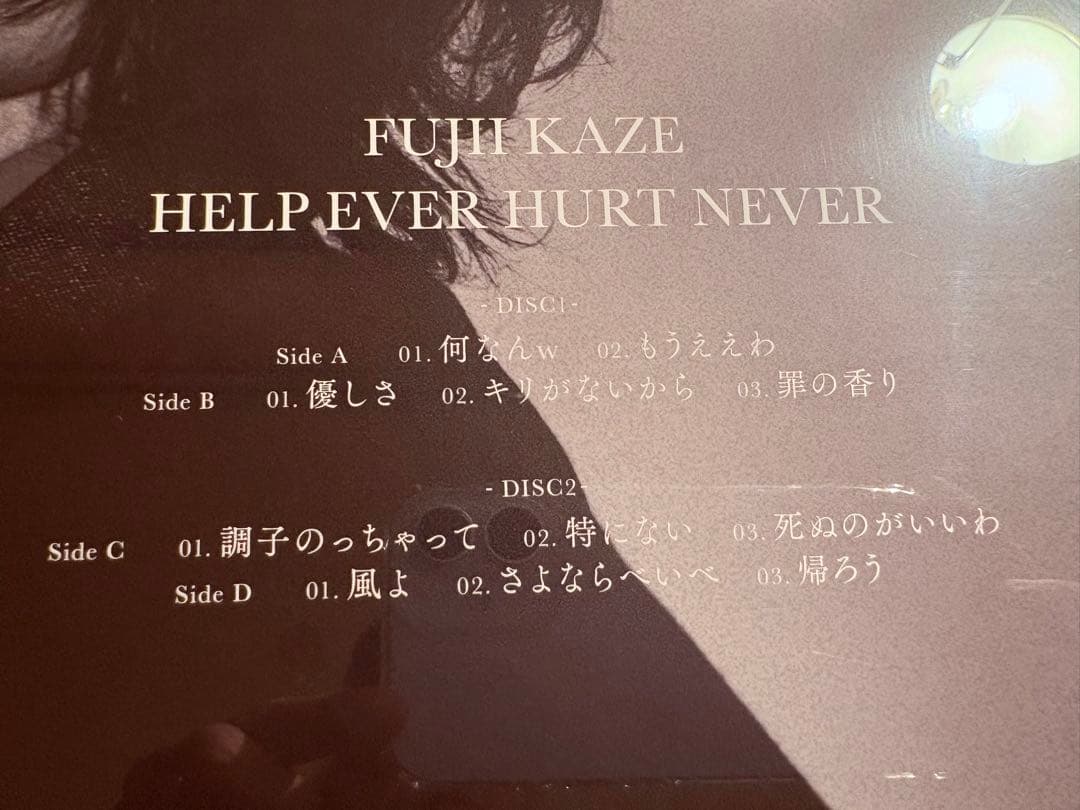 FUJII KAZE
HELP EVER HURT NEVER
- DISC1 -
Side A 01. 何なんw 02. もうええわ
Side B 01. 優しさ 02. キリがないから 03. 罪の香り
- DISC2 -
Side C 01. 調子のっちゃって 02. 特にない 03. 死ぬのがいいわ
Side D 01. 風よ 02. さよならべいべ 03. 帰ろう